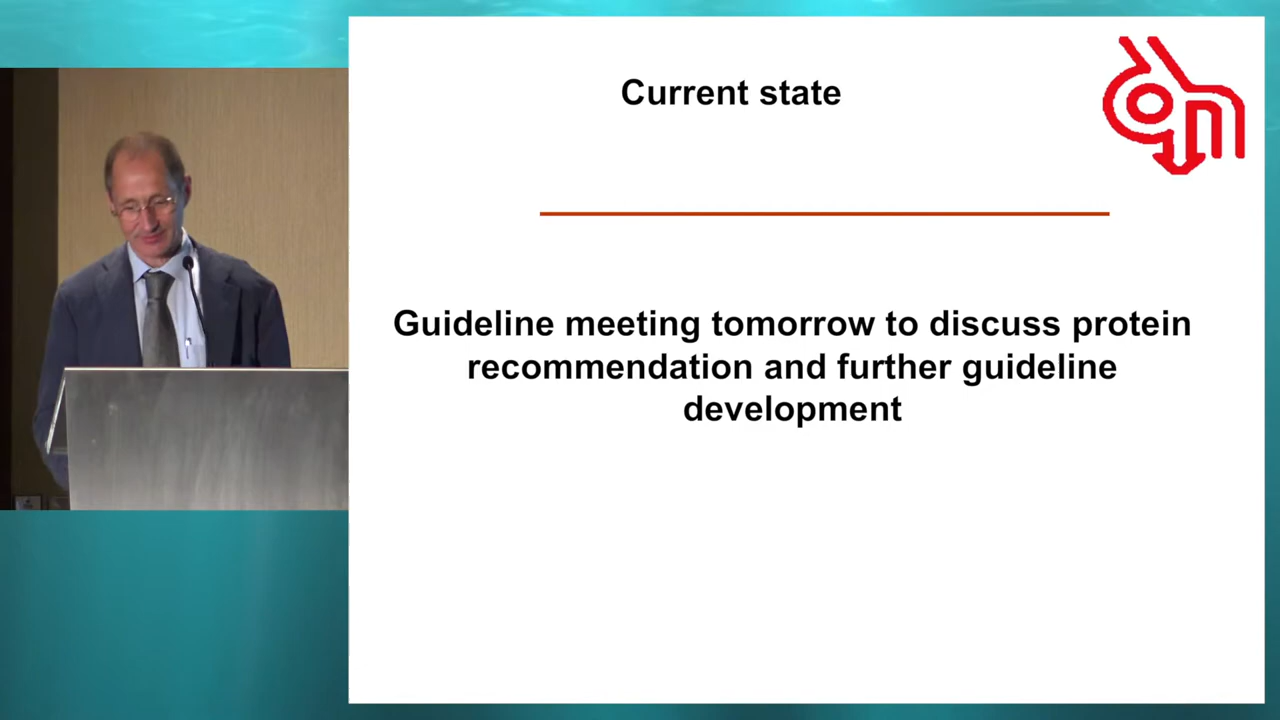 Current state
Guideline meeting tomorrow to discuss protein
recommendation and further guideline
development